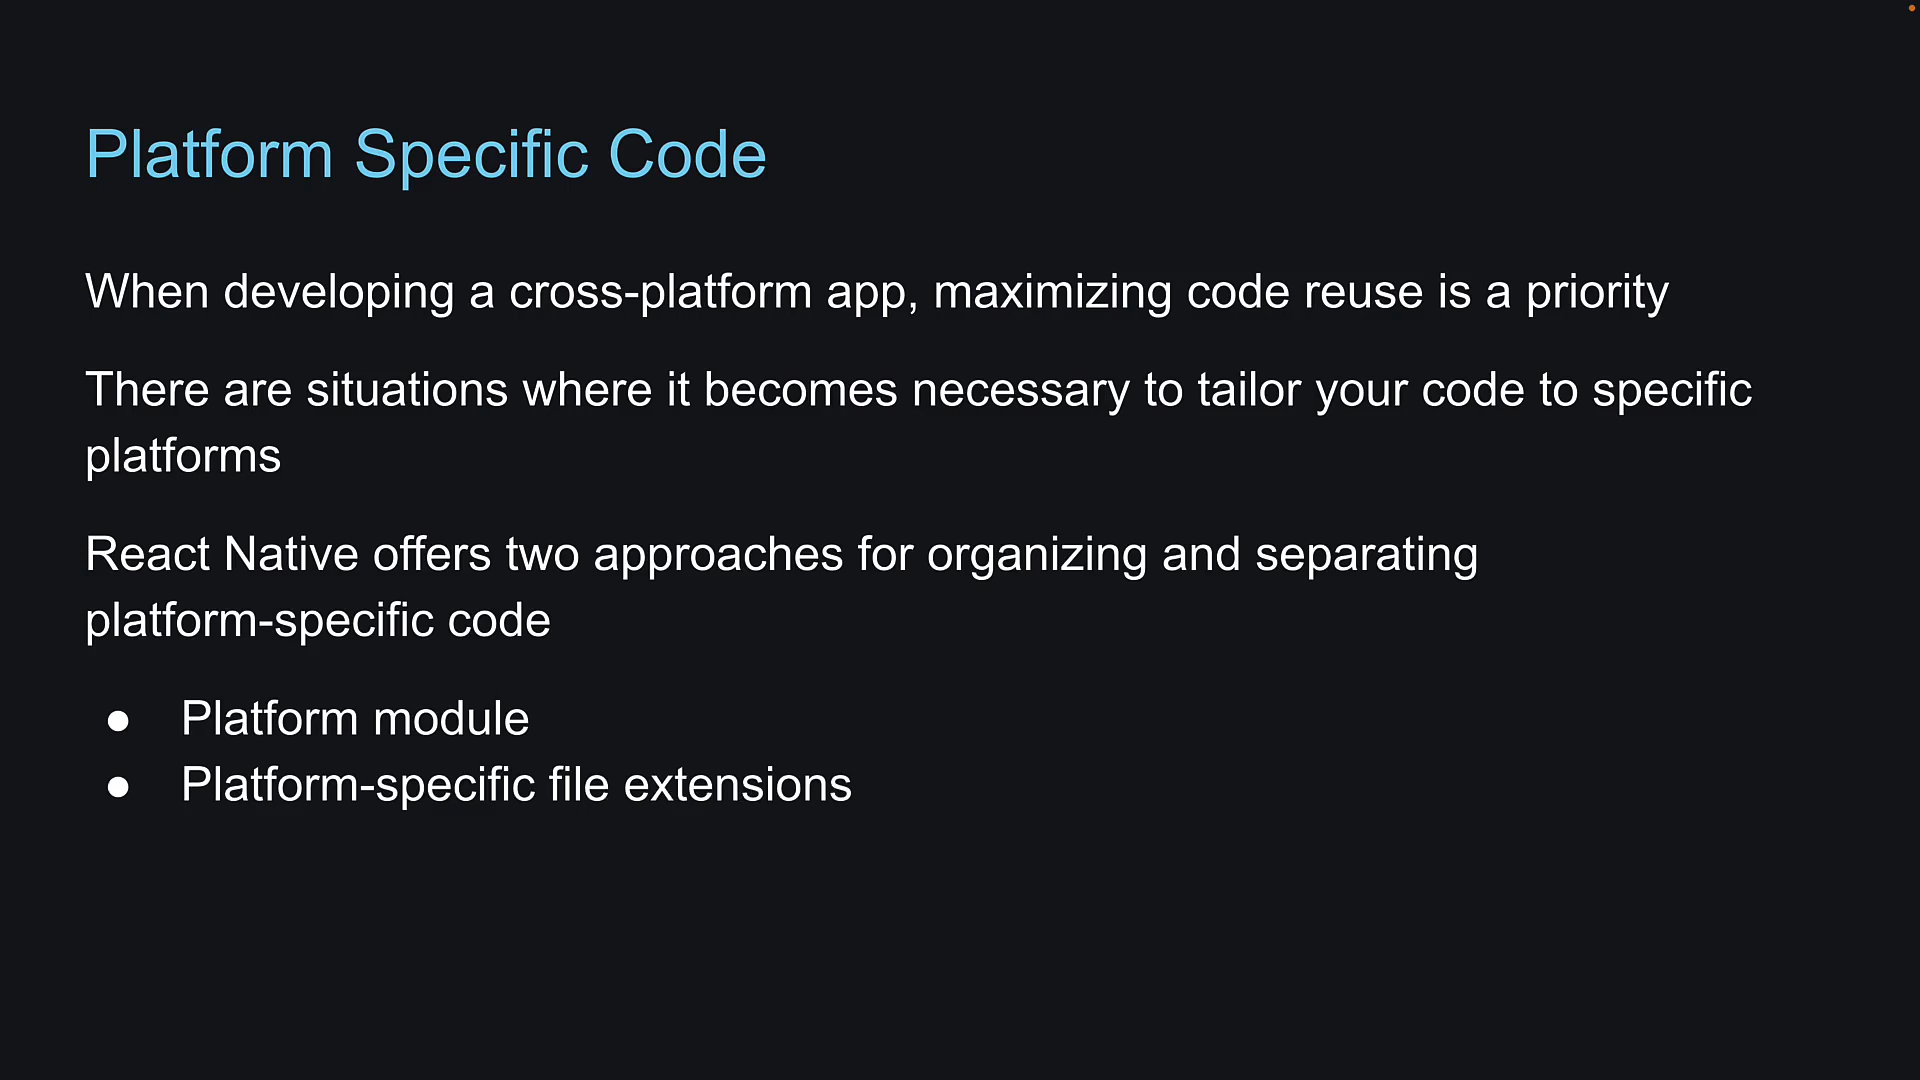 Platform Specific Code
When developing a cross-platform app, maximizing code reuse is a priority
There are situations where it becomes necessary to tailor your code to specific
platforms
React Native offers two approaches for organizing and separating
platform-specific code
● Platform module
● Platform-specific file extensions